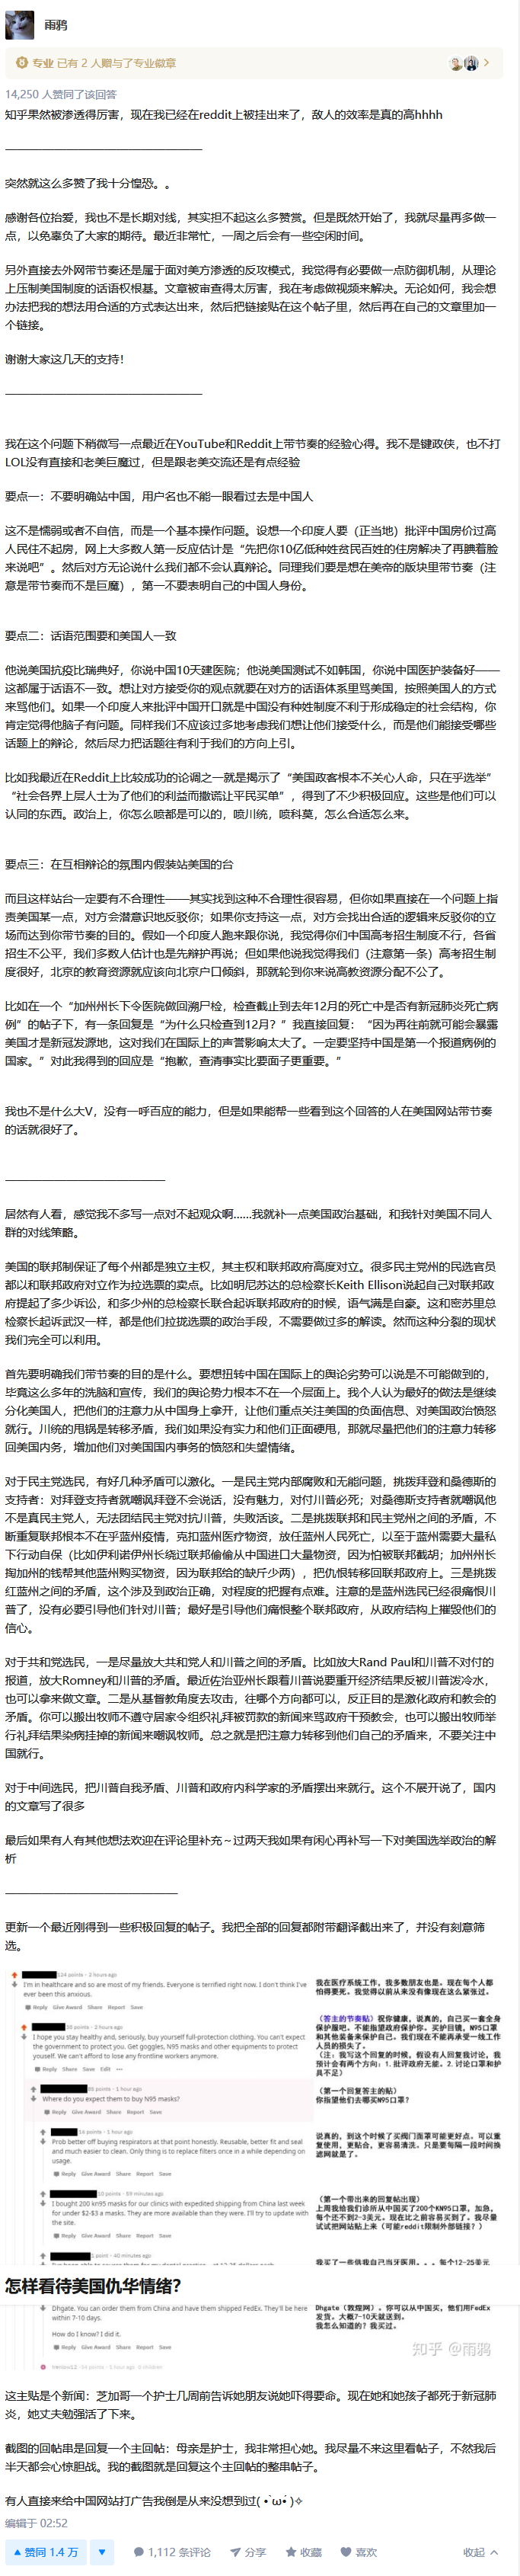 雨鸦
专业 已有 2 人赠与了专业徽章
14,250 人赞同了该回答
知乎果然被渗透得厉害，现在我已经在reddit上被挂出来了，敌人的效率是真的高hhhh
突然就这么多赞了我十分惶恐。。
感谢各位抬爱，我也不是长期对线，其实担不起这么多赞赏。但是既然开始了，我就尽量再多做一
点，以免辜负了大家的期待。最近非常忙，一周之后会有一些空闲时间。
另外直接去外网带节奏还是属于面对美方渗透的反攻模式，我觉得有必要做一点防御机制，从理论
上压制美国制度的话语权根基。文章被审查得太厉害，我在考虑做视频来解决。无论如何，我会想
办法把我的想法用合适的方式表达出来，然后把链接贴在这个帖子里，然后再在自己的文章里加一
个链接。
谢谢大家这几天的支持！
我在这个问题下稍微写一点最近在YouTube和Reddit上带节奏的经验心得。我不是键政侠，也不打
LOL没有直接和老美巨魔过，但是跟老美交流还是有点经验
要点一：不要明确站中国，用户名也不能一眼看过去是中国人
这不是懦弱或者不自信，而是一个基本操作问题。设想一个印度人要（正当地）批评中国房价过高
人民住不起房，网上大多数人第一反应估计是“先把你10亿低种姓贫民百姓的住房解决了再腆着脸
来说吧”。然后对方无论说什么我们都不会认真辩论。同理我们要是想在美帝的版块里带节奏（注
意是带节奏而不是巨魔），第一不要表明自己的中国人身份。
要点二：话语范围要和美国人一致
他说美国抗疫比瑞典好，你说中国10天建医院；他说美国测试不如韩国，你说中国医护装备好——
这都属于话语不一致。想让对方接受你的观点就要在对方的话语体系里骂美国，按照美国人的方式
来骂他们。如果一个印度人来批评中国开口就是中国没有种姓制度不利于形成稳定的社会结构，你
肯定觉得他脑子有问题。同样我们不应该过多地考虑我们想让他们接受什么，而是他们能接受哪些
话题上的辩论，然后尽力把话题往有利于我们的方向上引。
比如我最近在Reddit上比较成功的论调之一就是揭示了“美国政客根本不关心人命，只在乎选举”
“社会各界上层人士为了他们的利益而撒谎让平民买单”，得到了不少积极回应。这些是他们可以
认同的东西。政治上，你怎么喷都是可以的，喷川统，喷科莫，怎么合适怎么来。
要点三：在互相辩论的氛围内假装站美国的台
而且这样站台一定要有不合理性——其实找到这种不合理性很容易，但你如果直接在一个问题上指
责美国某一点，对方会潜意识地反驳你；如果你支持这一点，对方会找出合适的逻辑来反驳你的立
场而达到你带节奏的目的。假如一个印度人跑来跟你说，我觉得你们中国高考招生制度不行，各省
招生不公平，我们多数人估计也是先辩护再说；但如果他说我觉得我们（注意第一条）高考招生制
度很好，北京的教育资源就应该向北京户口倾斜，那就轮到你来说高教资源分配不公了。
比如在一个“加州州长下令医院做回溯尸检，检查截止到去年12月的死亡中是否有新冠肺炎死亡病
例”的帖子下，有一条回复是“为什么只检查到12月？”我直接回复：“因为再往前就可能会暴露
美国才是新冠发源地，这对我们在国际上的声誉影响太大了。一定要坚持中国是第一个报道病例的
国家。”对此我得到的回应是“抱歉，查清事实比要面子更重要。”
我也不是什么大V，没有一呼百应的能力，但是如果能帮一些看到这个回答的人在美国网站带节奏
的话就很好了。
居然有人看，感觉我不多写一点对不起观众啊……我就补一点美国政治基础，和我针对美国不同人
群的对线策略。
美国的联邦制保证了每个州都是独立主权，其主权和联邦政府高度对立。很多民主党州的民选官员
都以和联邦政府对立作为拉选票的卖点。比如明尼苏达的总检察长Keith Ellison说起自己对联邦政
府提起了多少诉讼，和多少州的总检察长联合起诉联邦政府的时候，语气满是自豪。这和密苏里总
检察长起诉武汉一样，都是他们拉拢选票的政治手段，不需要做过多的解读。然而这种分裂的现状
我们完全可以利用。
首先要明确我们带节奏的目的是什么。要想扭转中国在国际上的舆论劣势可以说是不可能做到的，
毕竟这么多年的洗脑和宣传，我们的舆论势力根本不在一个层面上。我个人认为最好的做法是继续
分化美国人，把他们的注意力从中国身上拿开，让他们重点关注美国的负面信息、对美国政治愤怒
就行。川统的甩锅是转移矛盾，我们如果没有实力和他们正面硬甩，那就尽量把他们的注意力转移
回美国内务，增加他们对美国国内事务的愤怒和失望情绪。
对于民主党选民，有好几种矛盾可以激化。一是民主党内部腐败和无能问题，挑拨拜登和桑德斯的
支持者：对拜登支持者就嘲讽拜登不会说话，没有魅力，对付川普必死；对桑德斯支持者就嘲讽他
不是真民主党人，无法团结民主党对抗川普，失败活该。二是挑拨联邦和民主党州之间的矛盾，不
断重复联邦根本不在乎蓝州疫情，克扣蓝州医疗物资，放任蓝州人民死亡，以至于蓝州需要大量私
下行动自保（比如伊利诺伊州长绕过联邦偷偷从中国进口大量物资，因为怕被联邦截胡；加州州长
掏加州的钱帮其他蓝州购买物资，因为联邦给的缺斤少两），把仇恨转移回联邦政府上。三是挑拨
红蓝州之间的矛盾，这个涉及到政治正确，对程度的把握有点难。注意的是蓝州选民已经很痛恨川
普了，没有必要引导他们针对川普；最好是引导他们痛恨整个联邦政府，从政府结构上摧毁他们的
信心。
对于共和党选民，一是尽量放大共和党人和川普之间的矛盾。比如放大Rand Paul和川普不对付的
报道，放大Romney和川普的矛盾。最近佐治亚州长跟着川普说要重开经济结果反被川普泼冷水，
也可以拿来做文章。二是从基督教角度去攻击，往哪个方向都可以，反正目的是激化政府和教会的
矛盾。你可以搬出牧师不遵守居家令组织礼拜被罚款的新闻来骂政府干预教会，也可以搬出牧师举
行礼拜结果染病挂掉的新闻来嘲讽牧师。总之就是把注意力转移到他们自己的矛盾来，不要关注中
国就行。
对于中间选民，把川普自我矛盾、川普和政府内科学家的矛盾摆出来就行。这个不展开说了，国内
的文章写了很多
最后如果有人有其他想法欢迎在评论里补充～过两天我如果有闲心再补写一下对美国选举政治的解
析
更新一个最近刚得到一些积极回复的帖子。我把全部的回复都附带翻译截出来了，并没有刻意筛
选。
I'm in healthcare and so are most of my friends. Everyone is terrified right now. I don't think I've
ever been this anxious.
Reply Give Award Share Report Save
我在医疗系统工作，我多数朋友也是。现在每个人都
怕得要死。我觉得我以前从来没有像现在这么紧张过。
I hope you stay healthy and, seriously, buy yourself full-protection clothing. You can't expect
the government to protect you. Get goggles, N95 masks and other equipments to protect
yourself. We can't afford to lose any frontline workers anymore.
Reply Share Save Edit
（答主的节奏帖）祝你健康，说真的，自己买一套全身
保护服吧。不能指望政府保护你。买护目镜，N95口罩
和其他装备来保护自己。我们现在不能再承受一线工作
人员的损失了。
Where do you expect them to buy N95 masks?
Reply Give Award Share Report Save
（第一个回复答主的贴）
你指望他们去哪买N95口罩？
Prob better off buying respirators at that point honestly. Reusable, better fit and seal
and much easier to clean. Only thing is to replace filters once in a while depending on
usage.
Reply Give Award Share Report Save
说真的，到这个时候了买阀门面罩可能更好点。可以重
复使用，更贴合，更容易清洗。只是要每隔一段时间换
滤网就是了。
I bought 200 kn95 masks for our clinics with expedited shipping from China last week
for under $2-$3 a masks. They are more available than they were. I'll try to update with
the site.
Reply Give Award Share Report Save
（第一个带出来的回复帖出现）
上周我给我们诊所从中国买了200个KN95口罩，加急，
每个还不到2-3美元。现在比之前容易买到了。我尽量
试试把网站贴上来（可能reddit限制外部链接？）
怎样看待美国仇华情绪？
Dhgate. You can order them from China and have them shipped FedEx. They'll be here
within 7-10 days.
How do I know? I did it.
Reply Give Award Share Report Save
Dhgate（敦煌网）。你可以从中国买，他们用FedEx
发货。大概7-10天就送到。
我怎么知道的？我买过。
知乎 @雨鸦
这主贴是个新闻：芝加哥一个护士几周前告诉她朋友说她吓得要命。现在她和她孩子都死于新冠肺
炎，她丈夫勉强活了下来。
截图的回帖串是回复一个主回帖：母亲是护士，我非常担心她。我尽量不来这里看帖子，不然我后
半天都会心惊胆战。我的截图就是回复这个主回帖的整串帖子。
有人直接来给中国网站打广告我倒是从来没想到过( •̀ ω•́ )✧
编辑于 02:52
赞同 1.4 万
1,112 条评论
分享
收藏
喜欢
收起